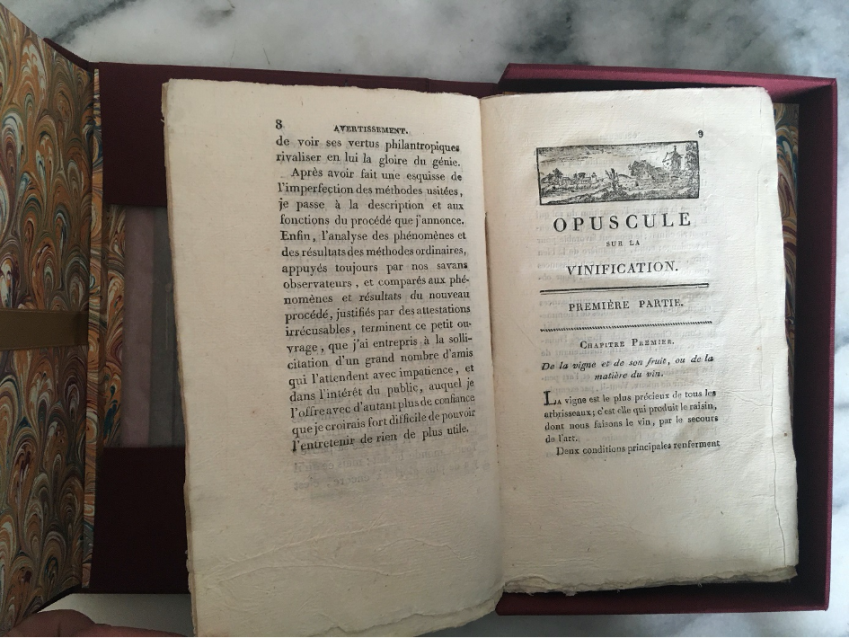 8
AVERTISSEMENT.
de voir ses vertus philantropiques
rivaliser en lui la gloire du génie.
Après avoir fait une esquisse de
l'imperfection des méthodes usitées,
je passe à la description et aux
fonctions du procédé que j'annonce.
Enfin, l'analyse des phénomènes et
des résultats des méthodes ordinaires,
appuyés toujours par nos savans
observateurs, et comparés aux phé-
nomènes et résultats du nouveau
procédé, justifiés par des attestations
irrécusables, terminent ce petit ou-
vrage, que j'ai entrepris à la solli-
citation d'un grand nombre d'amis
qui l'attendent avec impatience, et
dans l'intérêt du public, auquel je
l'offre avec d'autant plus de confiance
que je croirais fort difficile de pouvoir
l'entretenir de rien de plus utile.
9
OPUSCULE
SUR LA
VINIFICATION.
PREMIÈRE PARTIE.
CHAPITRE PREMIER.
De la vigne et de son fruit, ou de la
matière du vin.
LA vigne est le plus précieux de tous les
arbrisseaux; c'est elle qui produit le raisin,
dont nous faisons le vin, par le secours
de l'art.
Deux conditions principales renferment